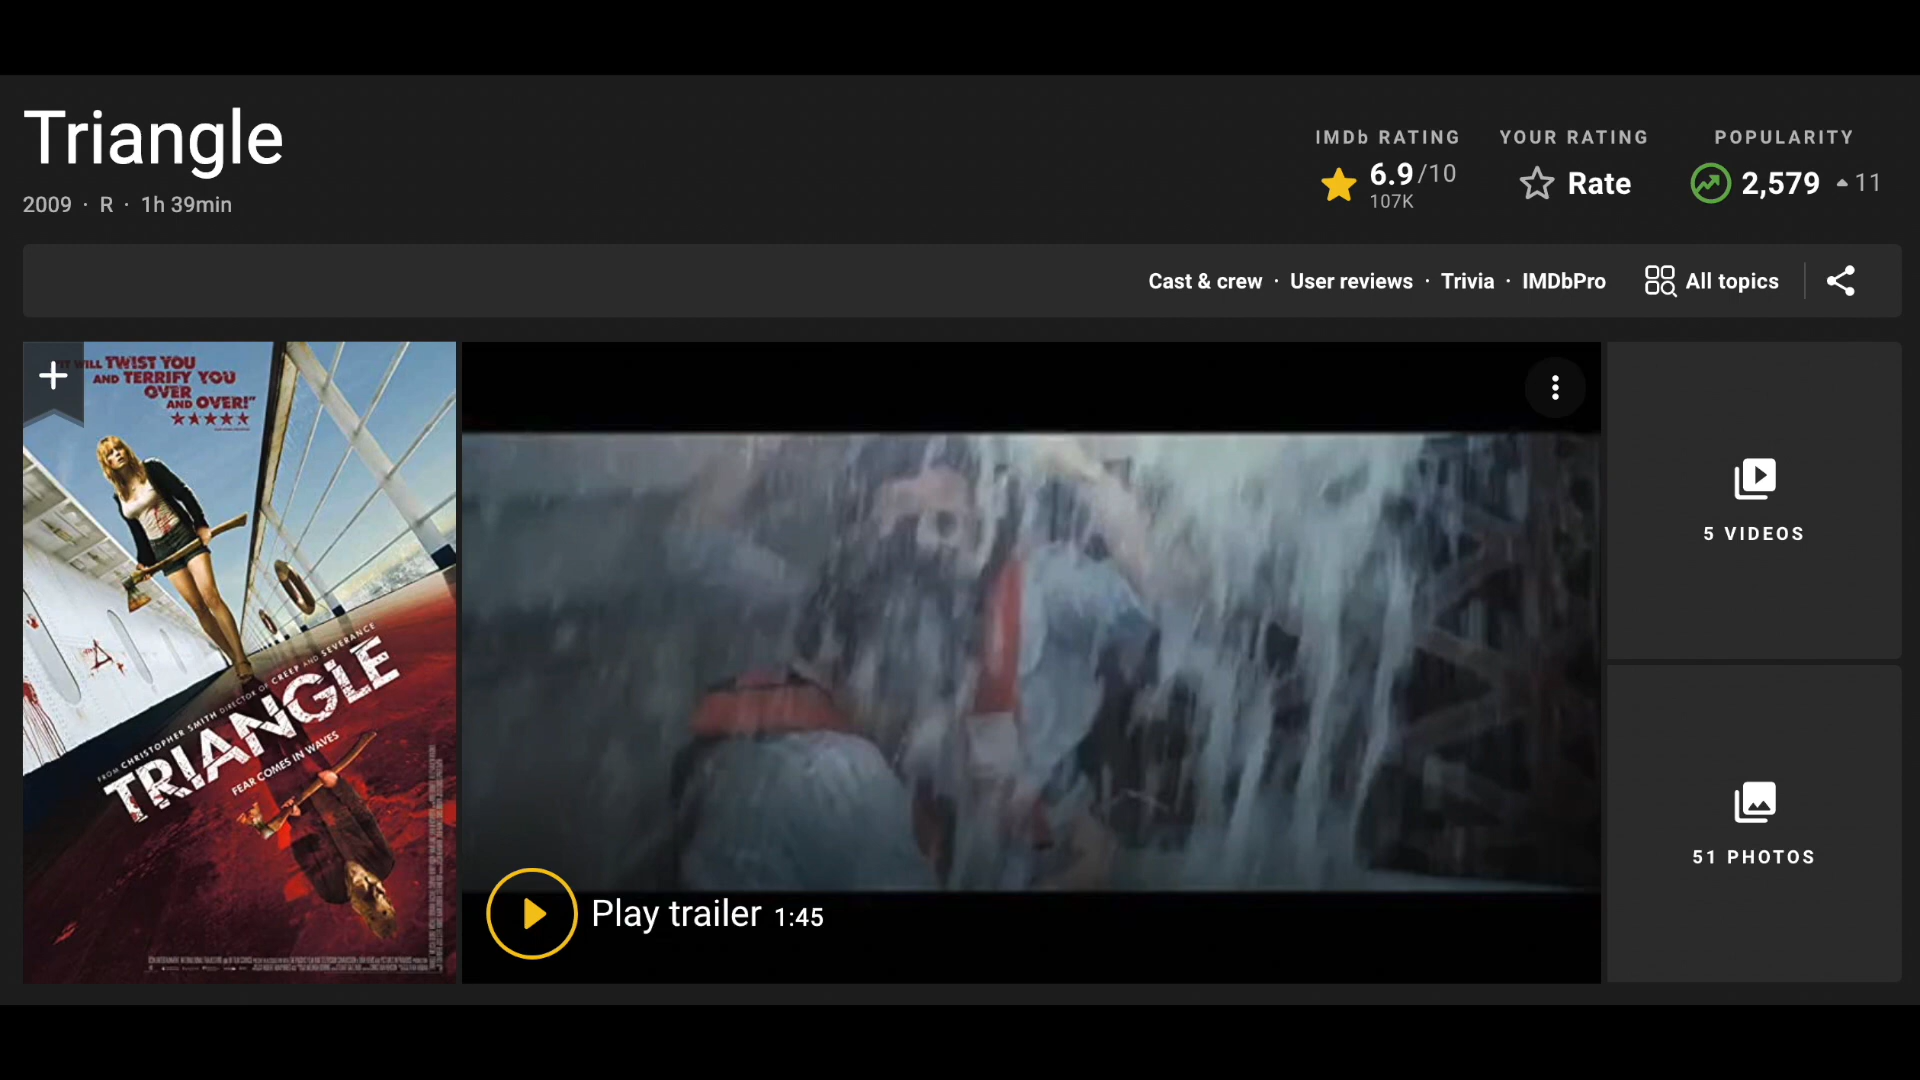 Triangle
2009 · R · 1h 39min
IMDb RATING
6.9/10
107K
YOUR RATING
Rate
POPULARITY
2,579 11
Cast & crew · User reviews · Trivia · IMDbPro All topics
WILL TWIST YOU
AND TERRIFY YOU
OVER
AND OVER!"
FROM CHRISTOPHER SMITH DIRECTOR OF CREEP AND SEVERANCE
TRIANGLE
FEAR COMES IN WAVES
Play trailer 1:45
5 VIDEOS
51 PHOTOS